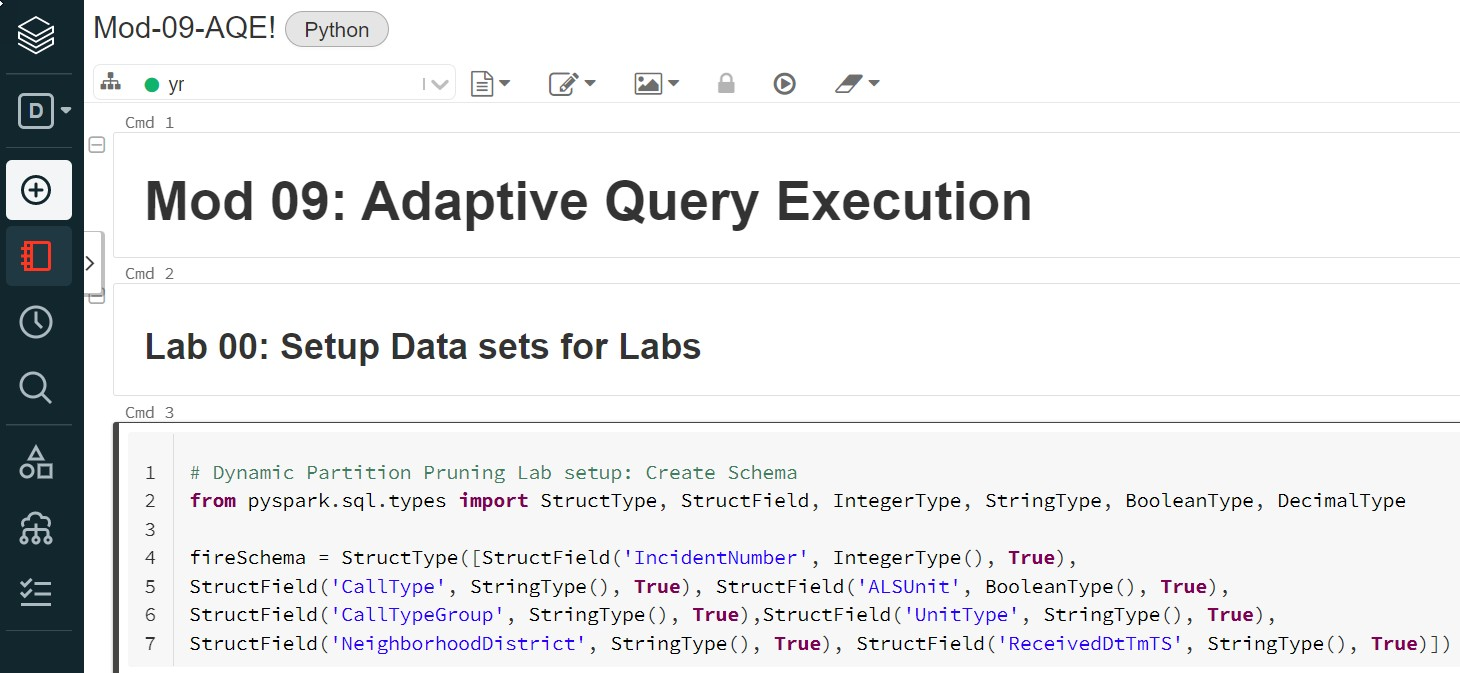 Mod-09-AQE! Python
yr
D
Cmd 1
Mod 09: Adaptive Query Execution
Cmd 2
Lab 00: Setup Data sets for Labs
Cmd 3
1 # Dynamic Partition Pruning Lab setup: Create Schema
2 from pyspark.sql.types import StructType, StructField, IntegerType, StringType, BooleanType, DecimalType
3
4 fireSchema = StructType([StructField('IncidentNumber', IntegerType(), True),
5 StructField('CallType', StringType(), True), StructField('ALSUnit', BooleanType(), True),
6 StructField('CallTypeGroup', StringType(), True),StructField('UnitType', StringType(), True),
7 StructField('NeighborhoodDistrict', StringType(), True), StructField('ReceivedDtTmTS', StringType(), True)])